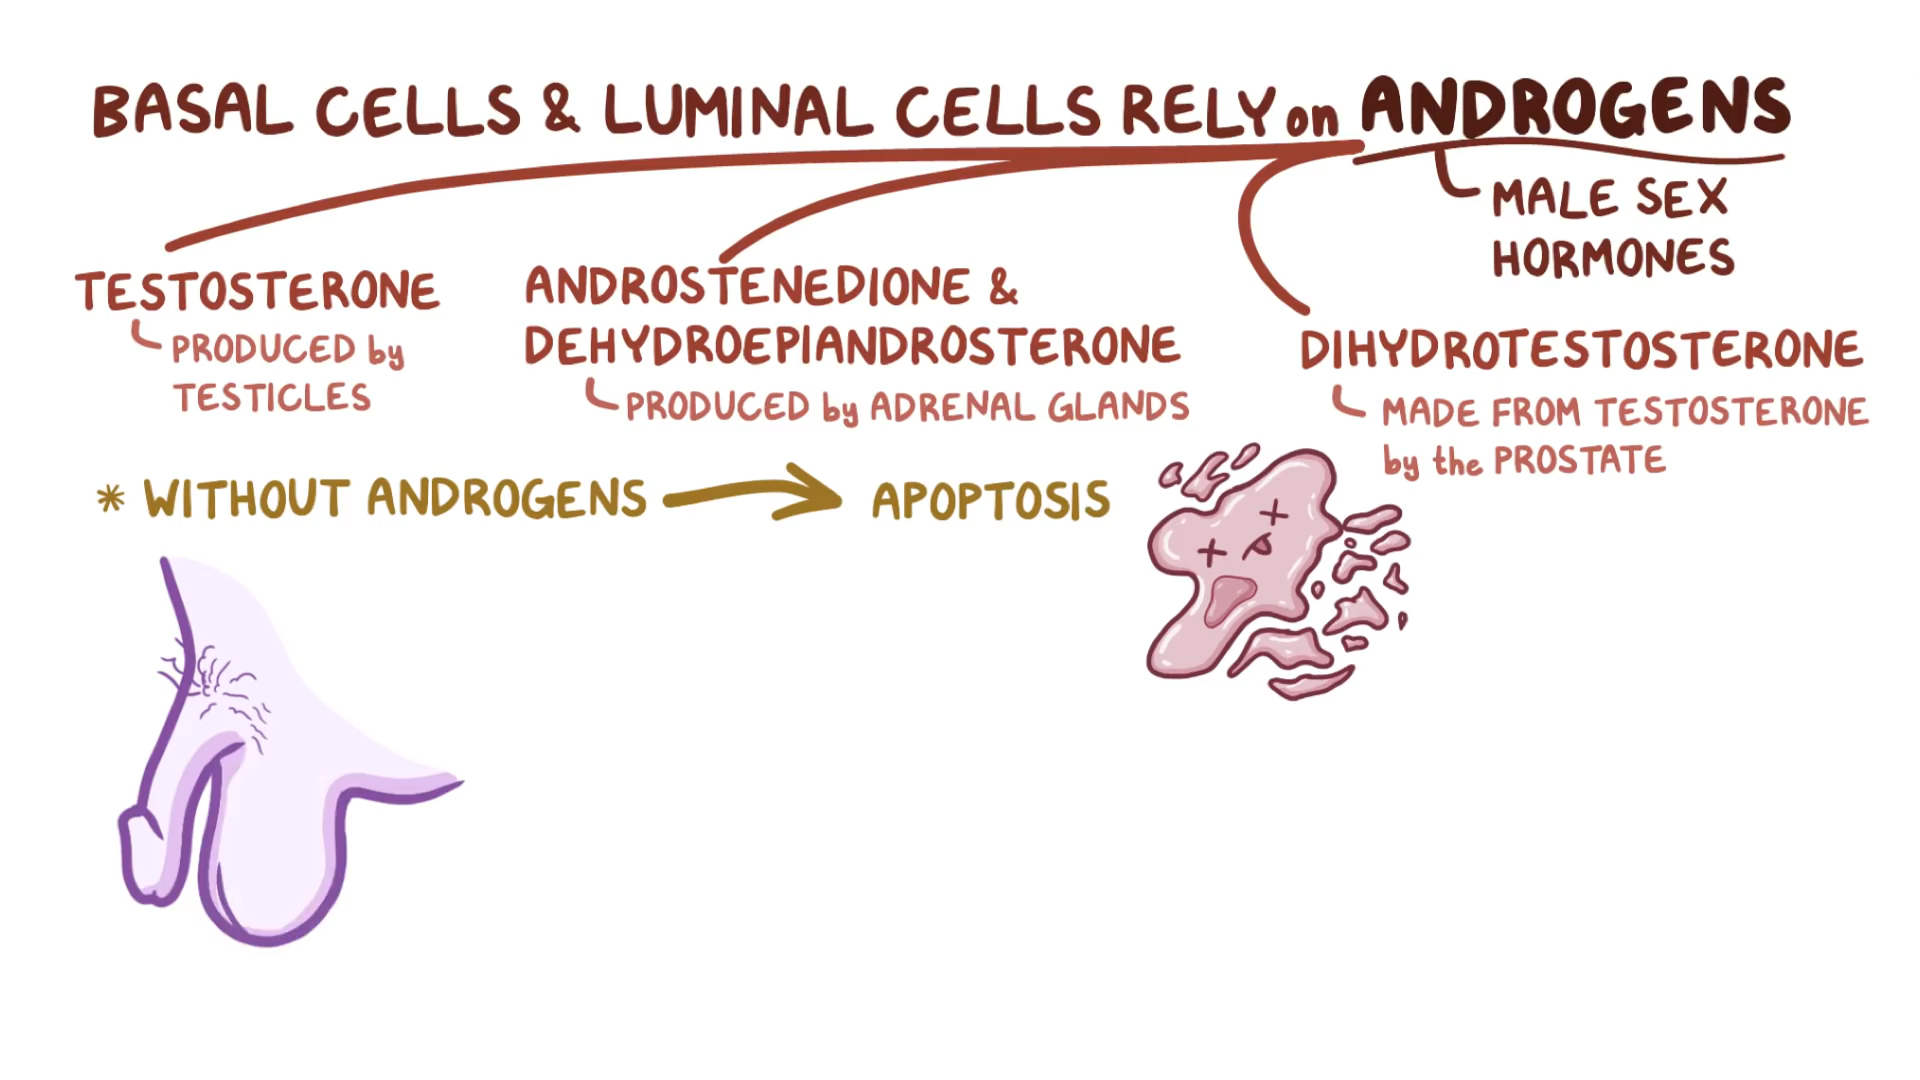 BASAL CELLS & LUMINAL CELLS RELY on ANDROGENS
MALE SEX
HORMONES
TESTOSTERONE
PRODUCED by
TESTICLES
ANDROSTENEDIONE &
DEHYDROEPIANDROSTERONE
PRODUCED by ADRENAL GLANDS
DIHYDROTESTOSTERONE
MADE FROM TESTOSTERONE
by the PROSTATE
* WITHOUT ANDROGENS → APOPTOSIS